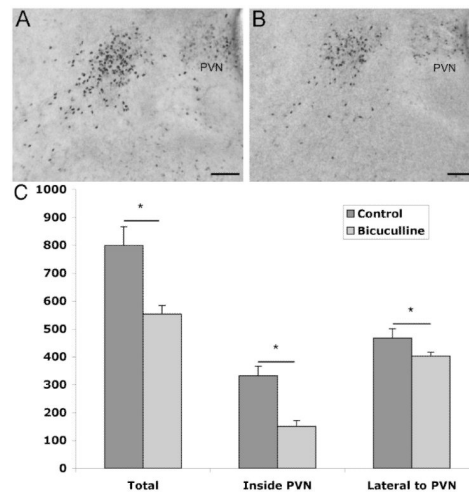 A
B
PVN
PVN
C
1000
900
800
700
600
500
400
300
200
100
0
Control
Bicuculline
*
*
*
Total
Inside PVN
Lateral to PVN